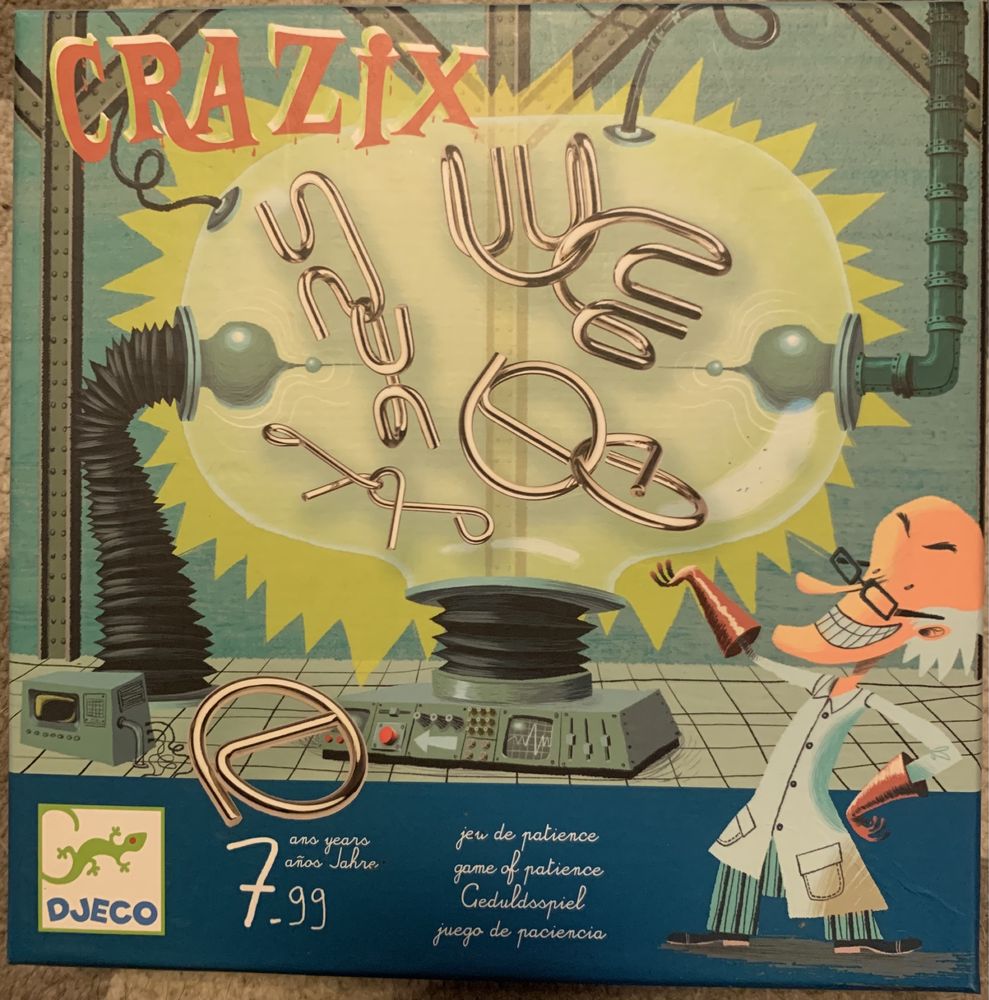 CRAZiX
7-99
ans years
años Jahre
jeu de patience
game of patience
Geduldsspiel
juego de paciencia
DJECO